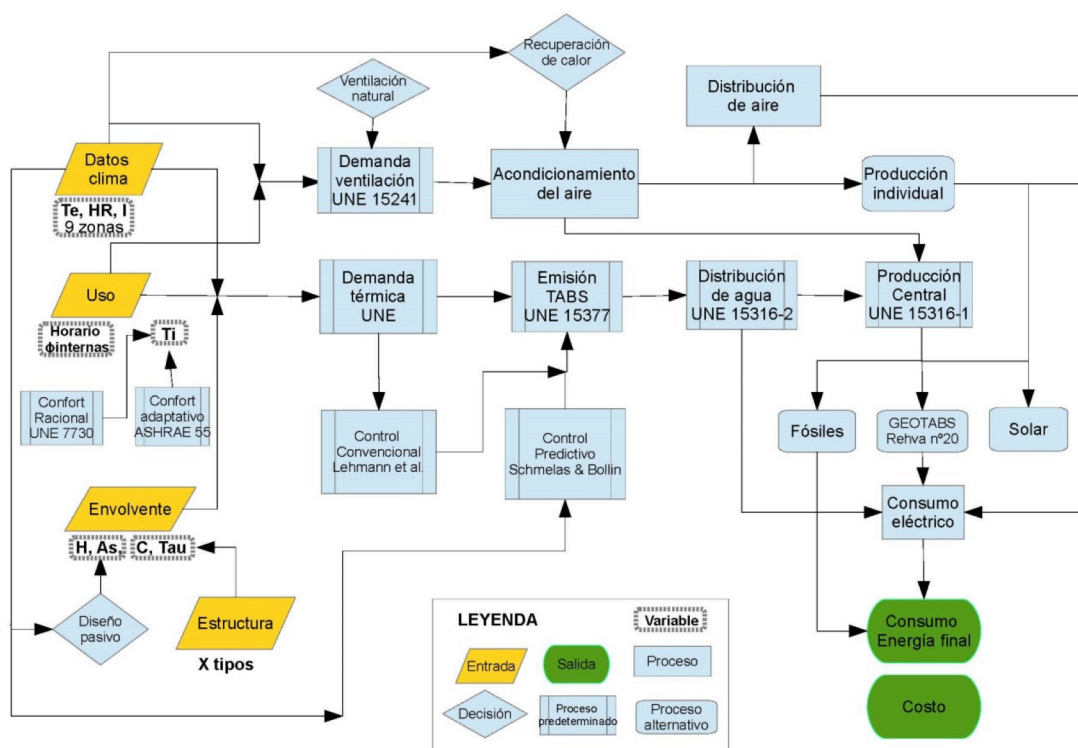 Recuperación
de calor
Ventilación
natural
Distribución
de aire
Datos
clima
Demanda
ventilación
UNE 15241
Acondicionamiento
del aire
Producción
individual
Te, HR, I
9 zonas
Uso
Demanda
térmica
UNE
Emisión
TABS
UNE 15377
Distribución
de agua
UNE 15316-2
Producción
Central
UNE 15316-1
Horario
ϕinternas
Ti
Confort
Racional
UNE 7730
Confort
adaptativo
ASHRAE 55
Control
Convencional
Lehmann et al.
Control
Predictivo
Schmelas & Bollin
Fósiles
GEOTABS
Rehva nº20
Solar
Envolvente
H, As,
C, Tau
Consumo
eléctrico
Diseño
pasivo
Estructura
X tipos
LEYENDA
Variable
Entrada
Salida
Proceso
Decisión
Proceso
predeterminado
Proceso
alternativo
Consumo
Energía final
Costo